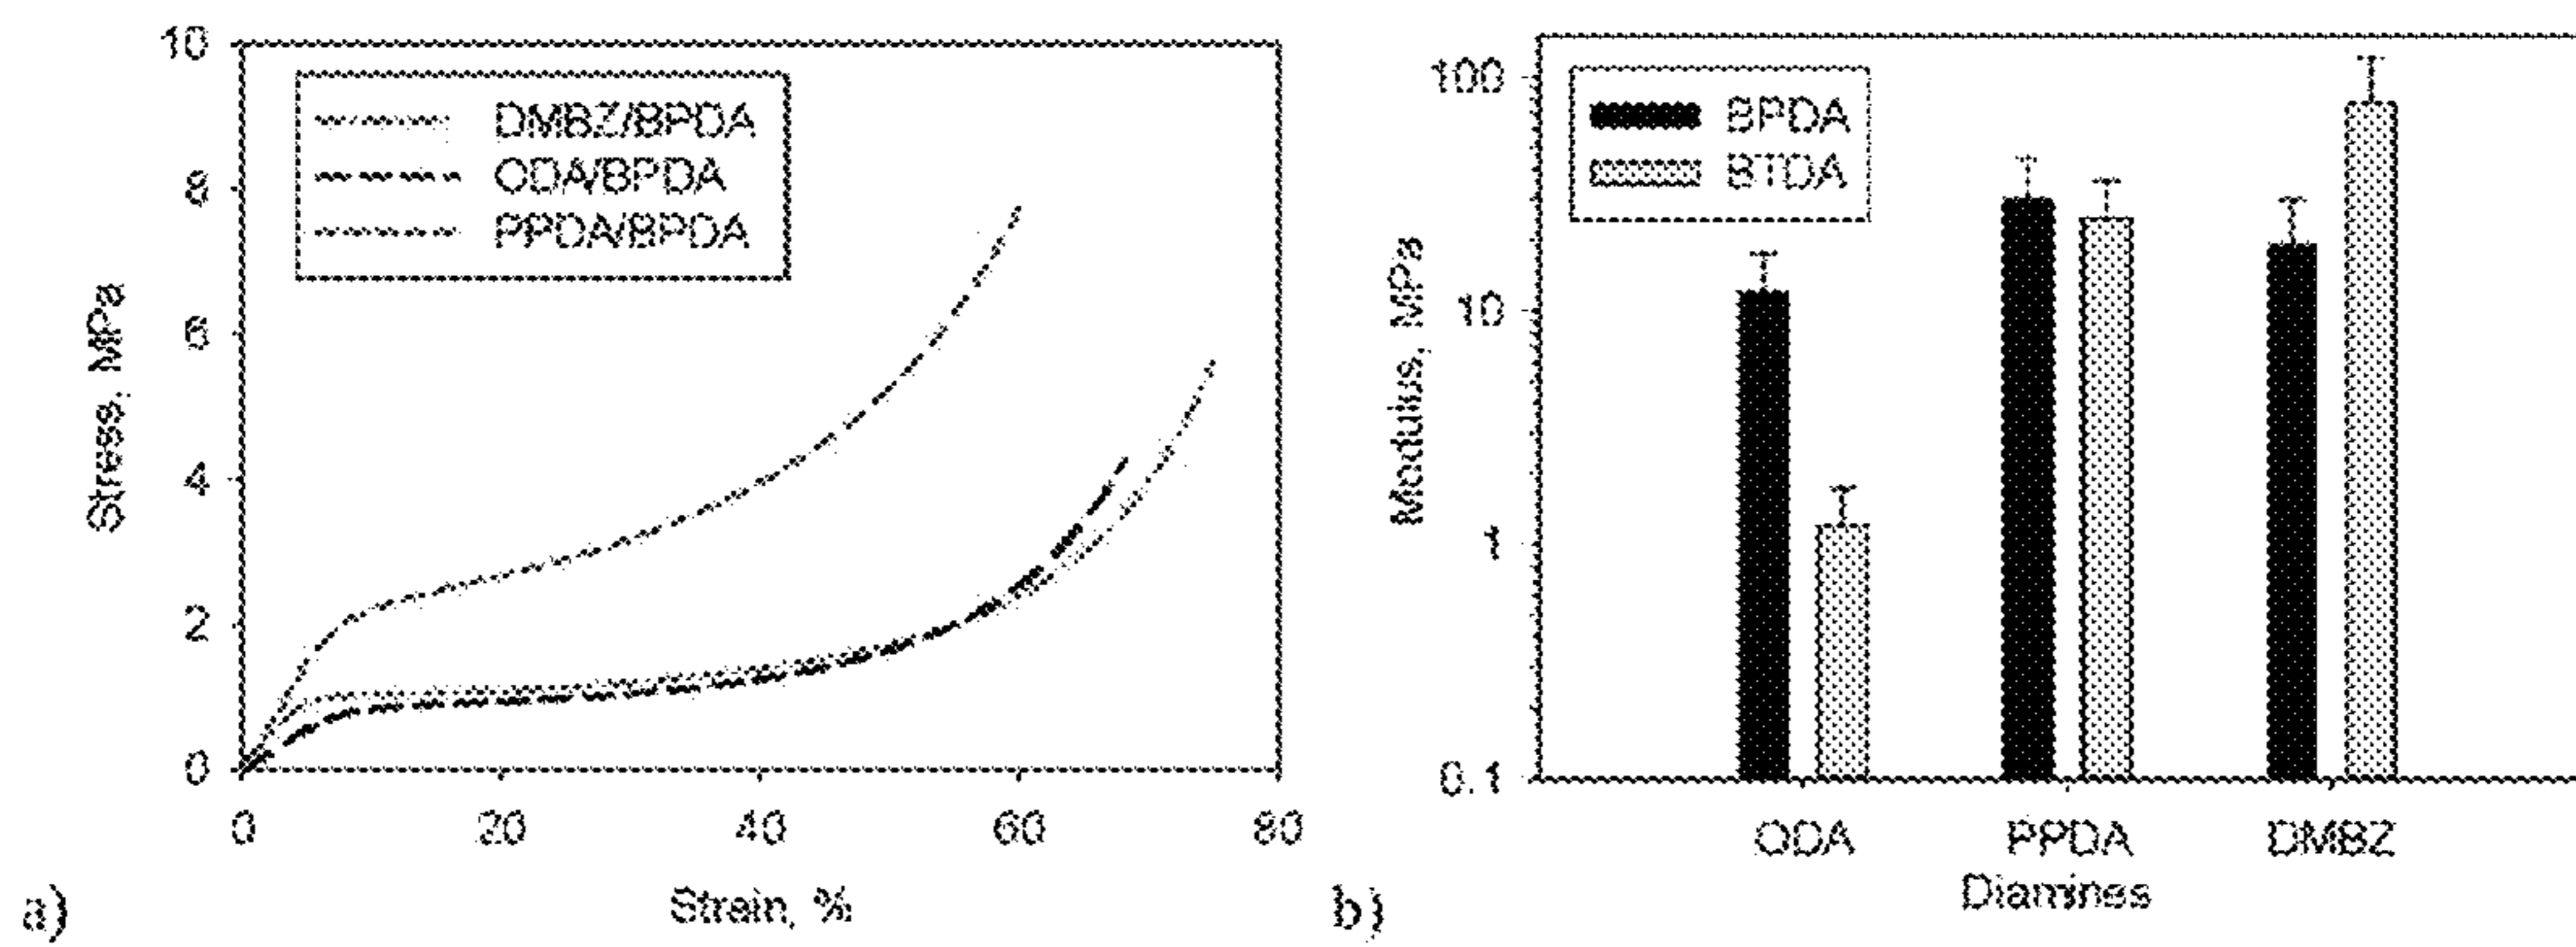 10
8
6
4
2
0
Stress, MPa
DMBZ/BPDA
ODA/BPDA
PPDA/BPDA
0 20 40 60 80
Strain, %
a)
100
10
1
0.1
Modulus, MPa
BPDA
BTDA
ODA PPDA DMBZ
Diamines
b)